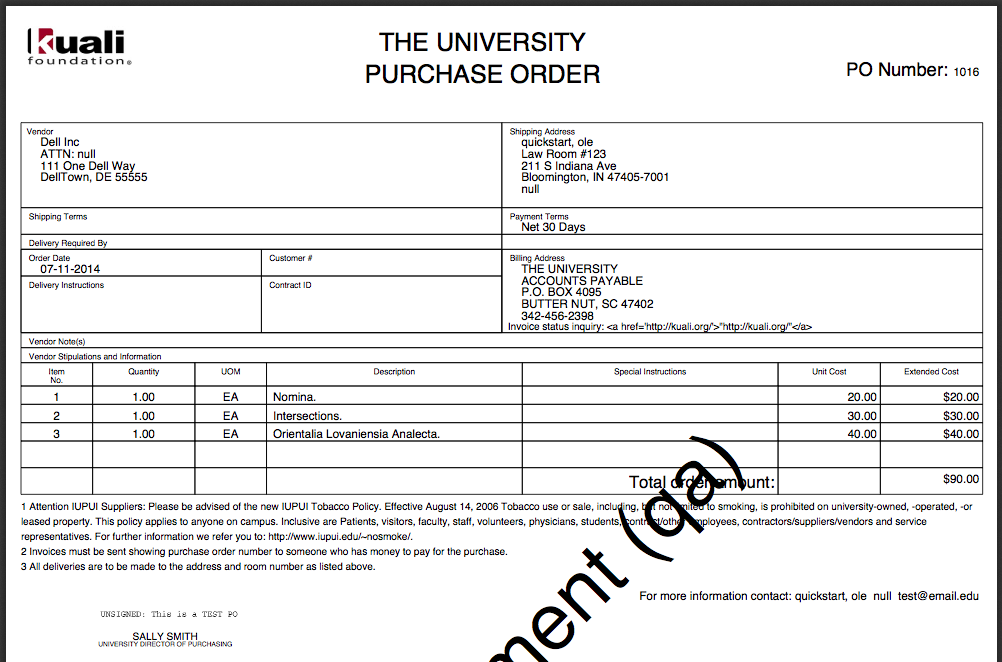 Kuali
foundation®
THE UNIVERSITY
PURCHASE ORDER
PO Number: 1016
Vendor
Dell Inc
ATTN: null
111 One Dell Way
DellTown, DE 55555
Shipping Address
quickstart, ole
Law Room #123
211 S Indiana Ave
Bloomington, IN 47405-7001
null
Shipping Terms
Payment Terms
Net 30 Days
Delivery Required By
Order Date
07-11-2014
Customer #
Billing Address
THE UNIVERSITY
ACCOUNTS PAYABLE
P.O. BOX 4095
BUTTER NUT, SC 47402
342-456-2398
Invoice status inquiry: <a href='http://kuali.org/'>"http://kuali.org/"</a>
Delivery Instructions
Contract ID
Vendor Note(s)
Vendor Stipulations and Information
Item No. Quantity UOM Description Special Instructions Unit Cost Extended Cost
1 1.00 EA Nomina. 20.00 $20.00
2 1.00 EA Intersections. 30.00 $30.00
3 1.00 EA Orientalia Lovaniensia Analecta. 40.00 $40.00
Total order amount: $90.00
1 Attention IUPUI Suppliers: Please be advised of the new IUPUI Tobacco Policy. Effective August 14, 2006 Tobacco use or sale, including, but not limited to smoking, is prohibited on university-owned, -operated, -or
leased property. This policy applies to anyone on campus. Inclusive are Patients, visitors, faculty, staff, volunteers, physicians, students, contract/other employees, contractors/suppliers/vendors and service
representatives. For further information we refer you to: http://www.iupui.edu/~nosmoke/.
2 Invoices must be sent showing purchase order number to someone who has money to pay for the purchase.
3 All deliveries are to be made to the address and room number as listed above.
For more information contact: quickstart, ole null test@email.edu
UNSIGNED: This is a TEST PO
SALLY SMITH
UNIVERSITY DIRECTOR OF PURCHASING
ment (qa)